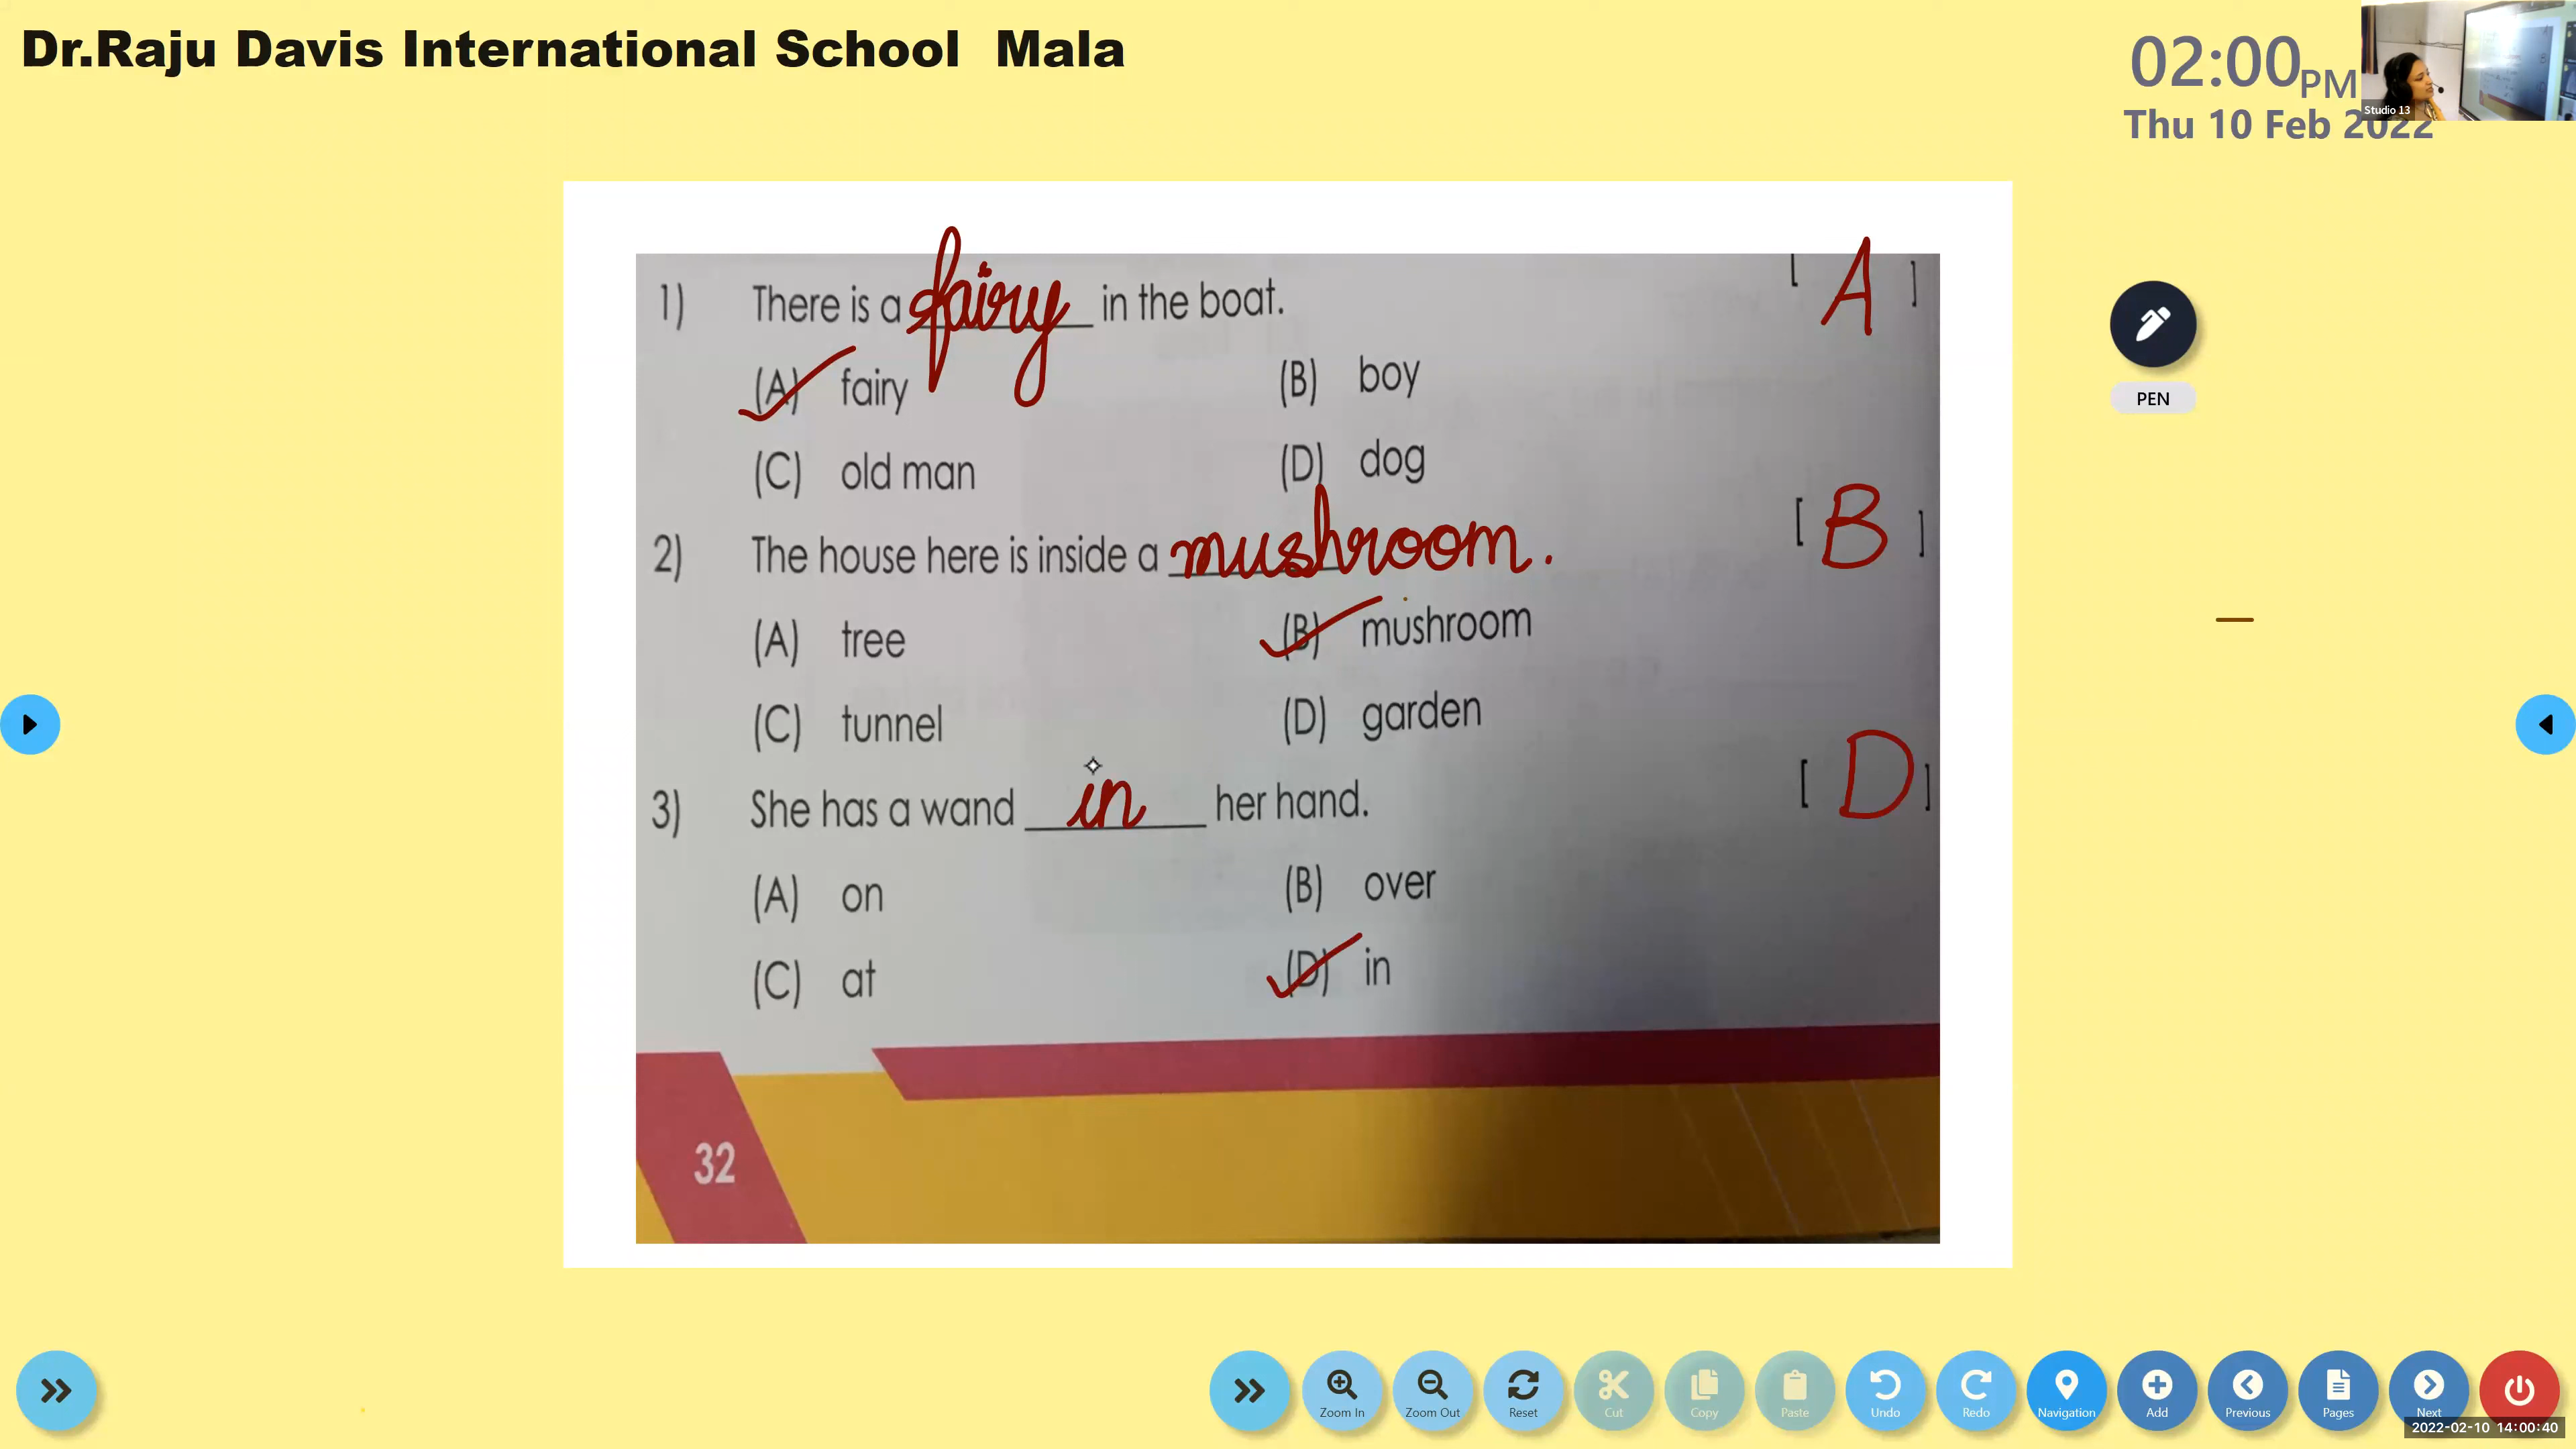 Dr.Raju Davis International School Mala
02:00PM
Thu 10 Feb 2022
Studio 13
1) There is a fairy in the boat. [ A ]
(A) fairy (B) boy
(C) old man (D) dog
2) The house here is inside a mushroom. [ B ]
(A) tree (B) mushroom
(C) tunnel (D) garden
3) She has a wand in her hand. [ D ]
(A) on (B) over
(C) at (D) in
32
PEN
Zoom In Zoom Out Reset Cut Copy Paste Undo Redo Navigation Add Previous Pages Next
2022-02-10 14:00:40